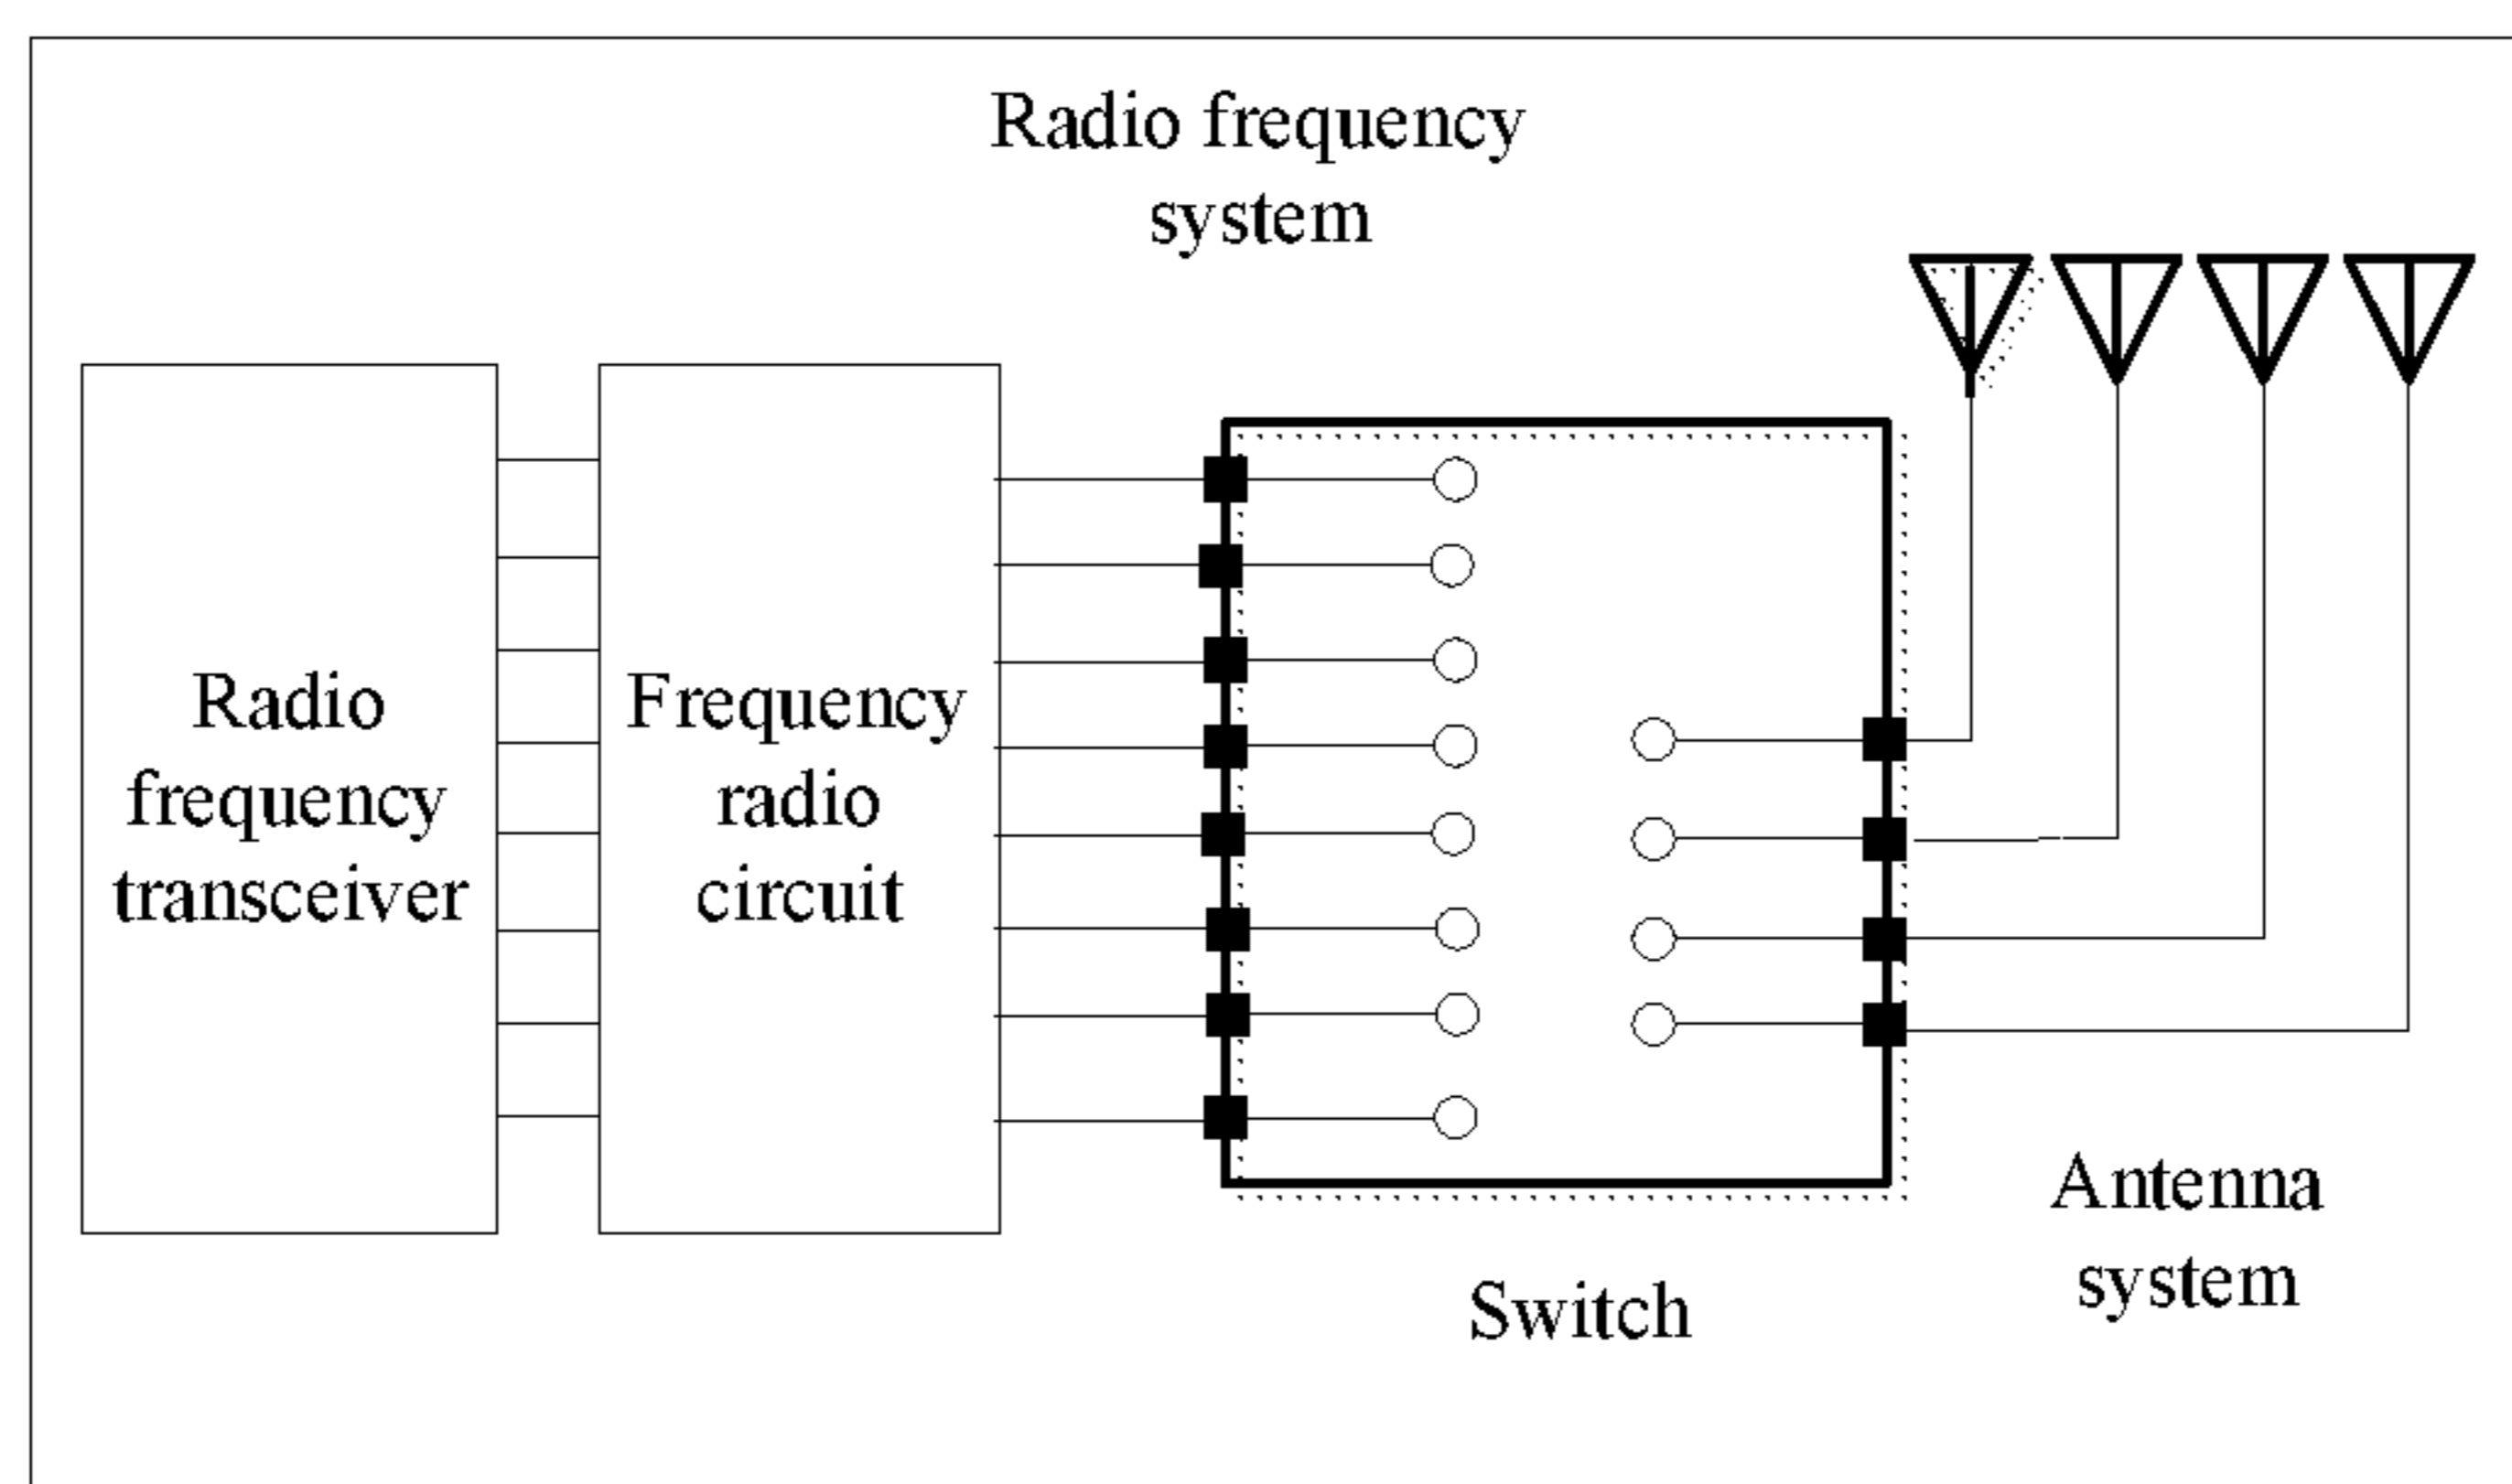 Radio frequency
system
Radio
frequency
transceiver
Frequency
radio
circuit
Switch
Antenna
system